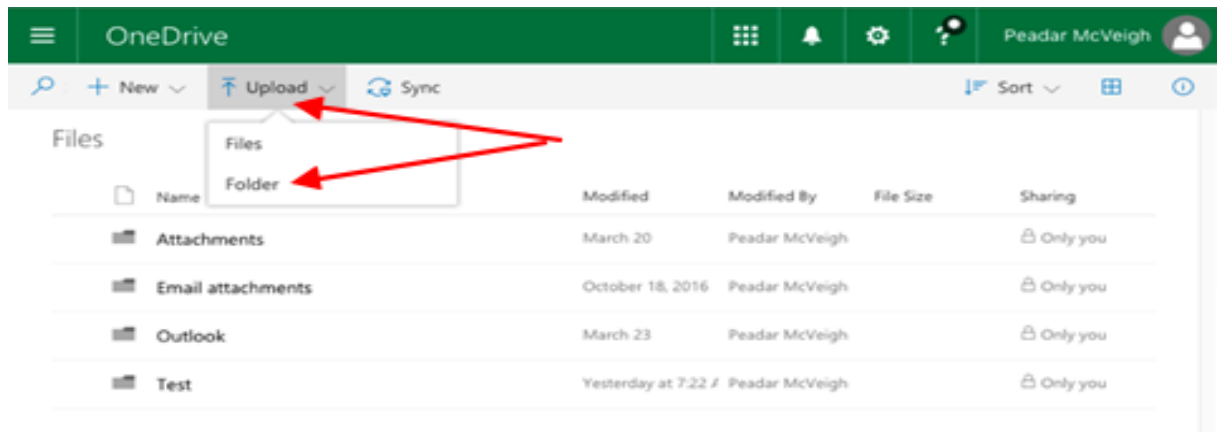 OneDrive Peadar McVeigh
New Upload Sync Sort
Files
Files
Folder
Name Modified Modified By File Size Sharing
Attachments March 20 Peadar McVeigh Only you
Email attachments October 18, 2016 Peadar McVeigh Only you
Outlook March 23 Peadar McVeigh Only you
Test Yesterday at 7:22 A Peadar McVeigh Only you